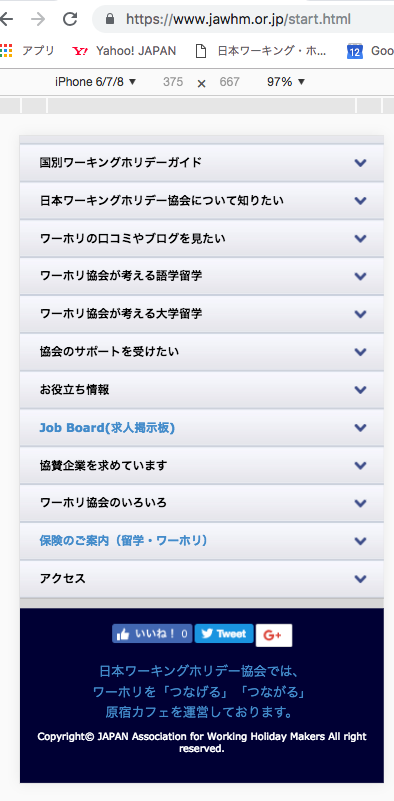 https://www.jawhm.or.jp/start.html
アプリ Yahoo! JAPAN 日本ワーキング・ホ... 12 Goo
iPhone 6/7/8 ▼ 375 × 667 97% ▼
国別ワーキングホリデーガイド
日本ワーキングホリデー協会について知りたい
ワーホリの口コミやブログを見たい
ワーホリ協会が考える語学留学
ワーホリ協会が考える大学留学
協会のサポートを受けたい
お役立ち情報
Job Board(求人掲示板)
協賛企業を求めています
ワーホリ協会のいろいろ
保険のご案内（留学・ワーホリ）
アクセス
いいね！ 0 Tweet G+
日本ワーキングホリデー協会では、
ワーホリを「つなげる」「つながる」
原宿カフェを運営しております。
Copyright© JAPAN Association for Working Holiday Makers All right
reserved.